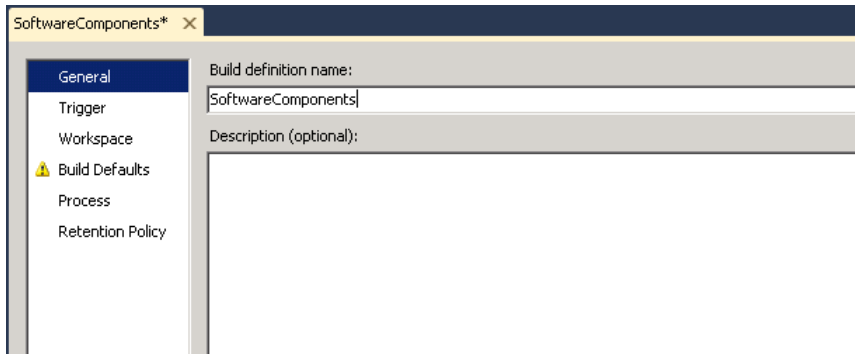 SoftwareComponents*
General
Trigger
Workspace
Build Defaults
Process
Retention Policy
Build definition name:
SoftwareComponents
Description (optional):